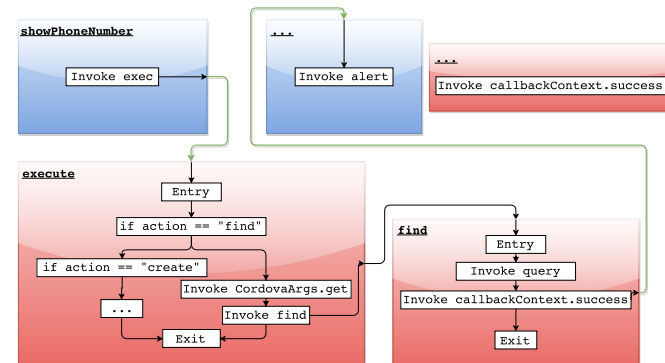 showPhoneNumber
Invoke exec
...
Invoke alert
...
Invoke callbackContext.success
execute
Entry
if action == "find"
if action == "create"
Invoke CordovaArgs.get
...
Invoke find
Exit
find
Entry
Invoke query
Invoke callbackContext.success
Exit